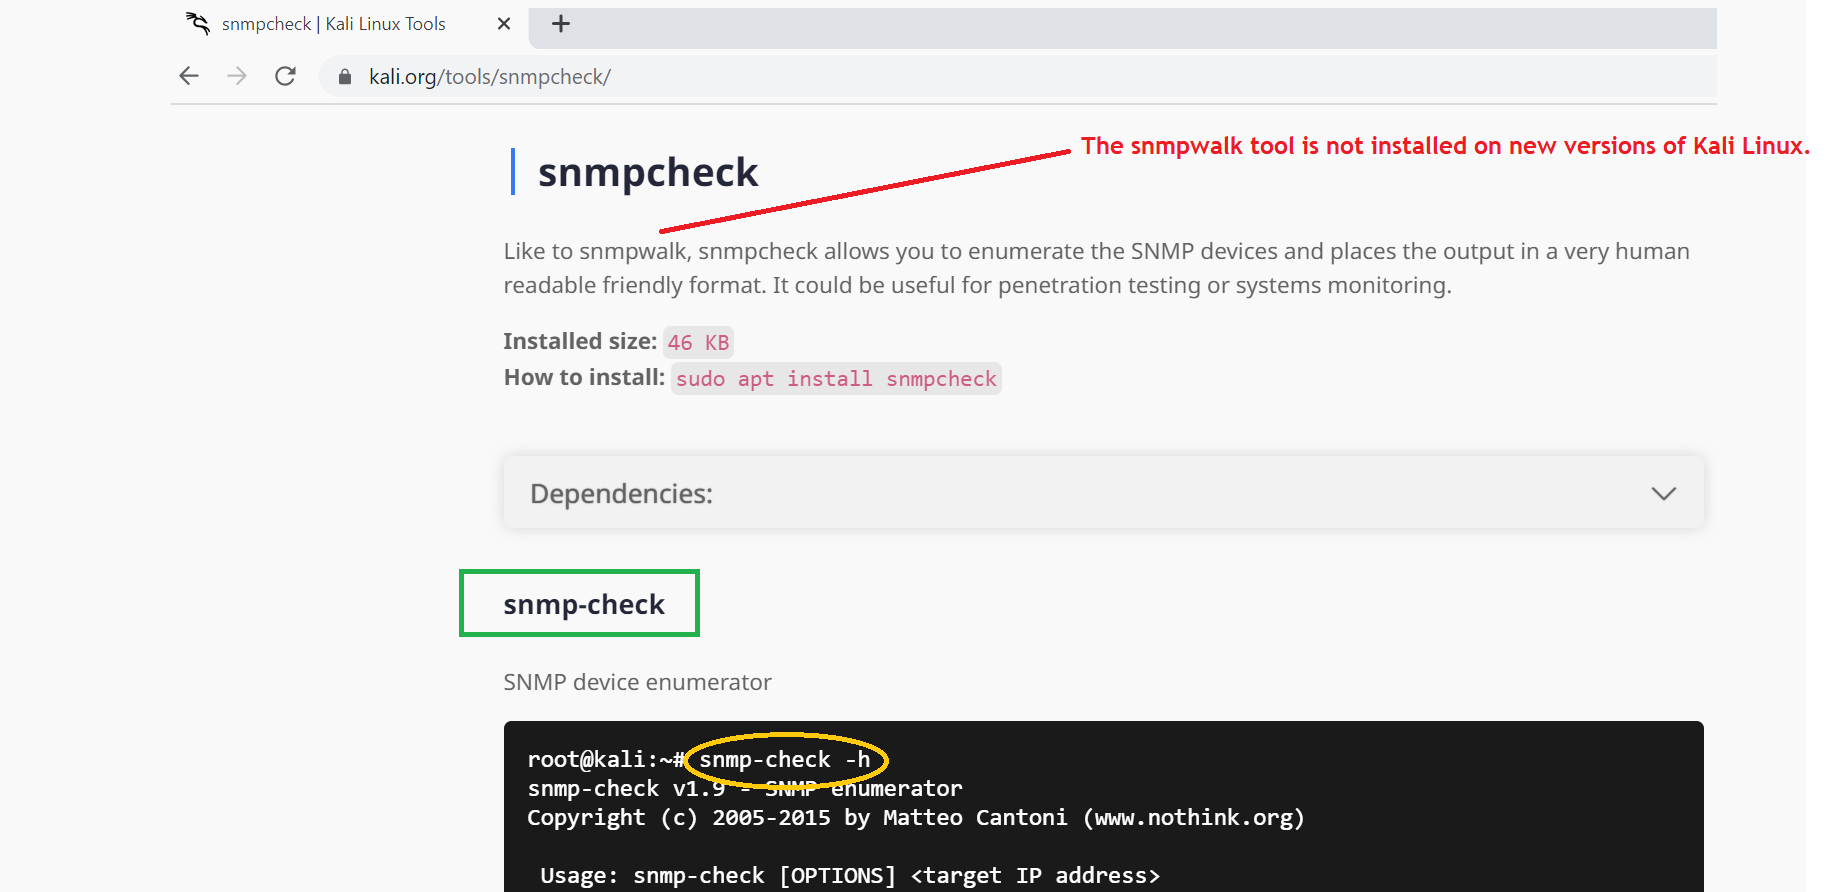 snmpcheck | Kali Linux Tools
kali.org/tools/snmpcheck/
The snmpwalk tool is not installed on new versions of Kali Linux.
snmpcheck
Like to snmpwalk, snmpcheck allows you to enumerate the SNMP devices and places the output in a very human
readable friendly format. It could be useful for penetration testing or systems monitoring.
Installed size: 46 KB
How to install: sudo apt install snmpcheck
Dependencies:
snmp-check
SNMP device enumerator
root@kali:~# snmp-check -h
snmp-check v1.9 - SNMP enumerator
Copyright (c) 2005-2015 by Matteo Cantoni (www.nothink.org)
Usage: snmp-check [OPTIONS] <target IP address>